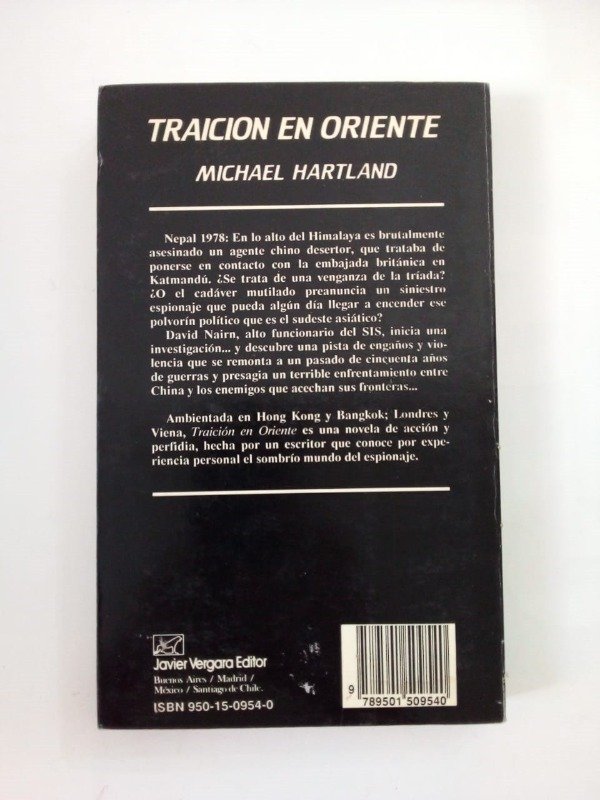 TRAICION EN ORIENTE
MICHAEL HARTLAND
Nepal 1978: En lo alto del Himalaya es brutalmente
asesinado un agente chino desertor, que trataba de
ponerse en contacto con la embajada británica en
Katmandú. ¿Se trata de una venganza de la tríada?
¿O el cadáver mutilado preanuncia un siniestro
espionaje que pueda algún día llegar a encender ese
polvorín político que es el sudeste asiático?
David Nairn, alto funcionario del SIS, inicia una
investigación... y descubre una pista de engaños y vio-
lencia que se remonta a un pasado de cincuenta años
de guerras y presagia un terrible enfrentamiento entre
China y los enemigos que acechan sus fronteras...
Ambientada en Hong Kong y Bangkok; Londres y
Viena, Traición en Oriente es una novela de acción y
perfidia, hecha por un escritor que conoce por expe-
riencia personal el sombrío mundo del espionaje.
Javier Vergara Editor
Buenos Aires / Madrid /
México / Santiago de Chile.
ISBN 950-15-0954-0
9 789501 509540